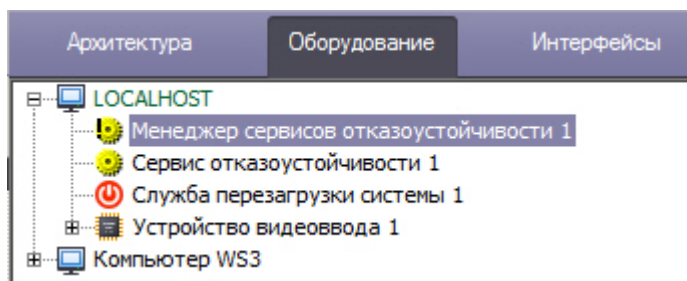 Архитектура Оборудование Интерфейсы
LOCALHOST
Менеджер сервисов отказоустойчивости 1
Сервис отказоустойчивости 1
Служба перезагрузки системы 1
Устройство видеоввода 1
Компьютер WS3